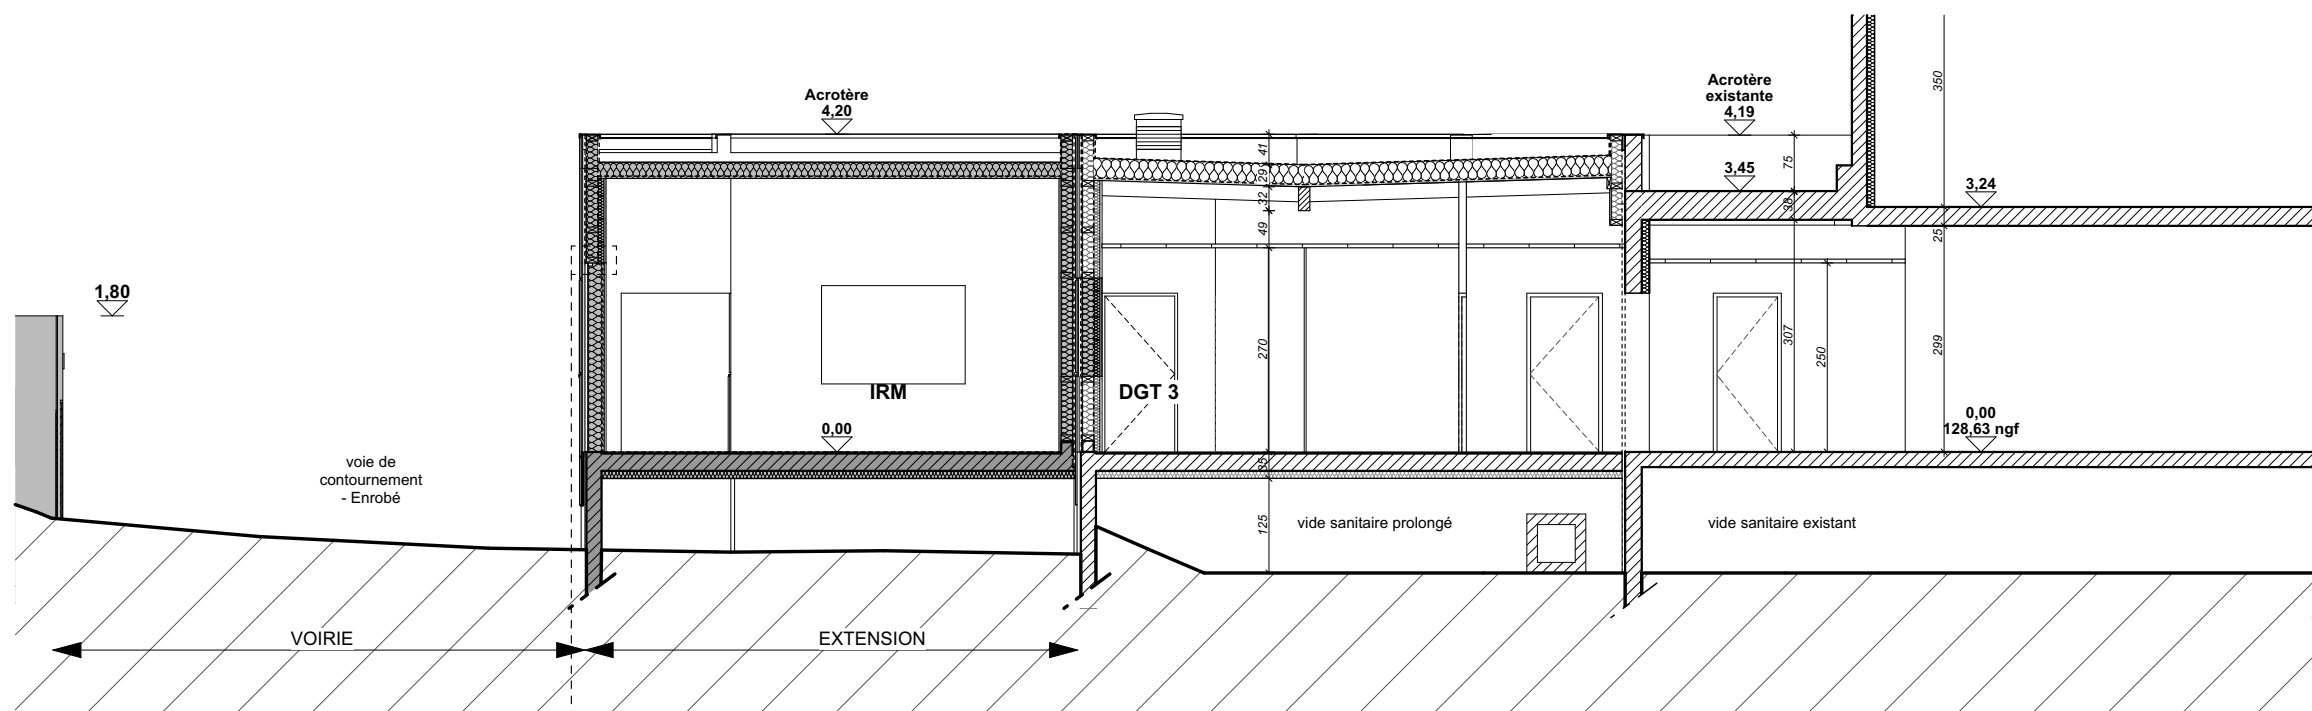 Acrotère
4,20
Acrotère
existante
4,19
3,45
3,24
1,80
350
41
29
32
49
270
35
125
75
38
307
250
25
299
IRM
DGT 3
0,00
0,00
128,63 ngf
voie de
contournement
- Enrobé
vide sanitaire prolongé
vide sanitaire existant
VOIRIE
EXTENSION